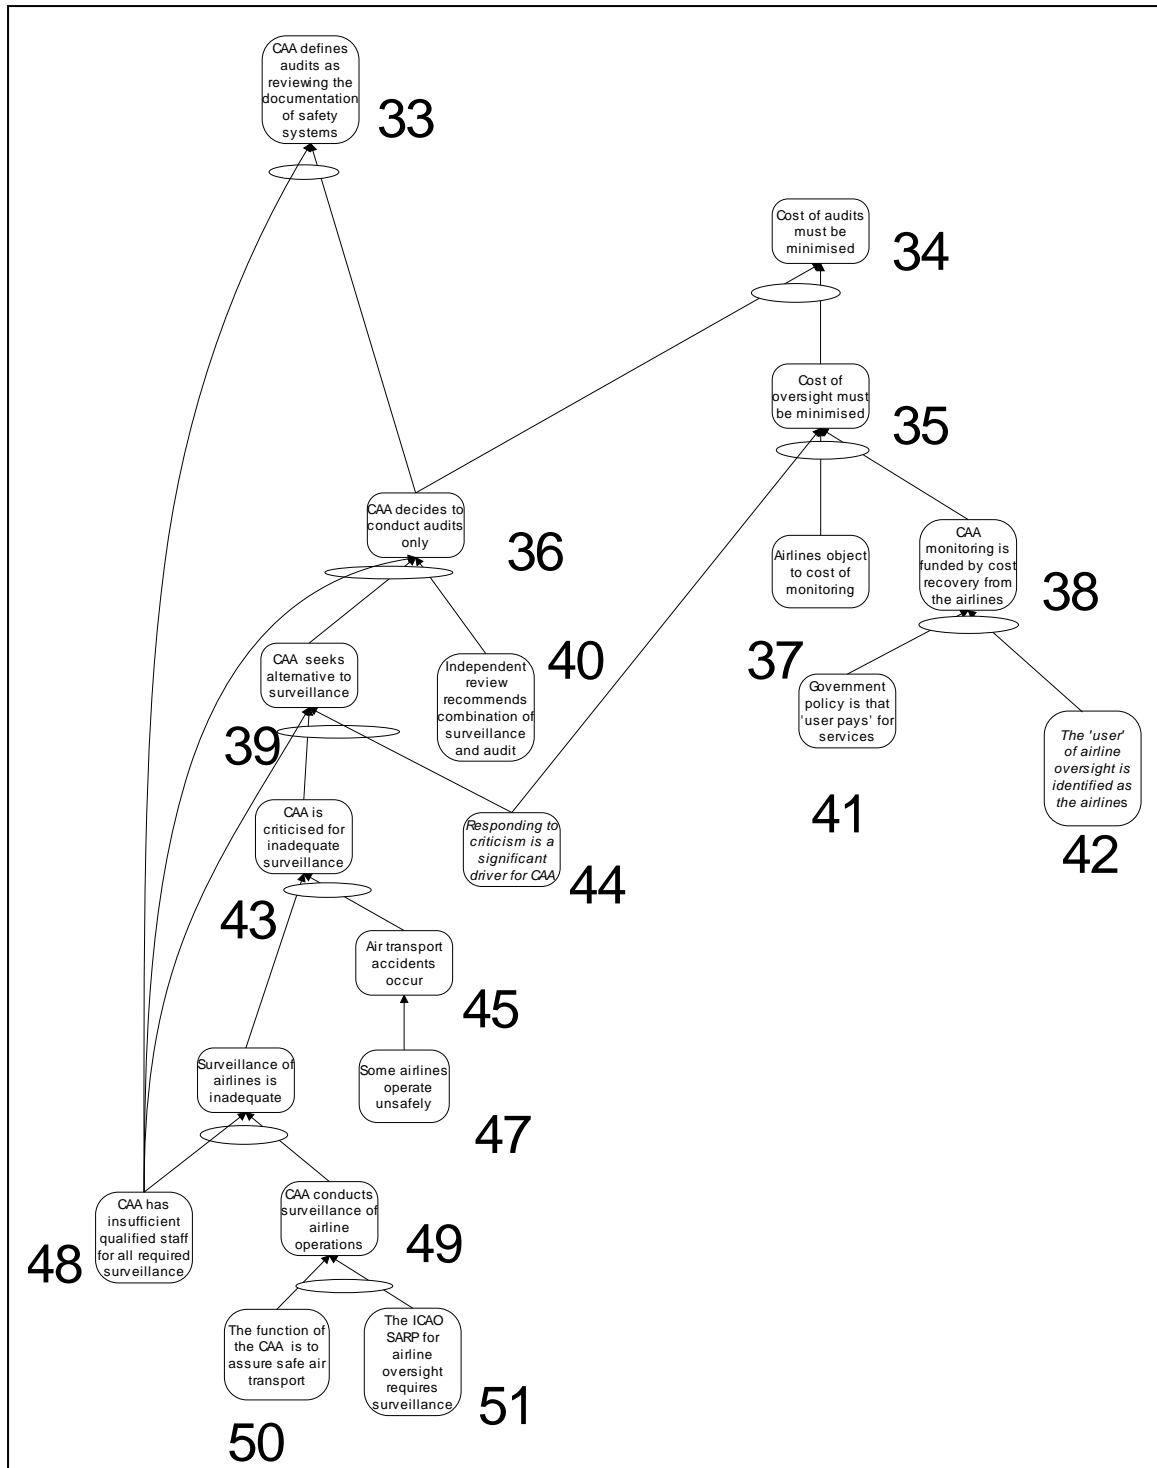 CAA defines
audits as
reviewing the
documentation
of safety
systems
33
Cost of audits
must be
minimised
34
Cost of
oversight must
be minimised
35
CAA decides to
conduct audits
only
36
Airlines object
to cost of
monitoring
37
CAA
monitoring is
funded by cost
recovery from
the airlines
38
CAA seeks
alternative to
surveillance
39
Independent
review
recommends
combination of
surveillance
and audit
40
Government
policy is that
'user pays' for
services
41
The 'user'
of airline
oversight is
identified as
the airlines
42
CAA is
criticised for
inadequate
surveillance
43
Responding to
criticism is a
significant
driver for CAA
44
Air transport
accidents
occur
45
Surveillance of
airlines is
inadequate
Some airlines
operate
unsafely
47
CAA has
insufficient
qualified staff
for all required
surveillance
48
CAA conducts
surveillance of
airline
operations
49
The function of
the CAA is to
assure safe air
transport
50
The ICAO
SARP for
airline
oversight
requires
surveillance
51